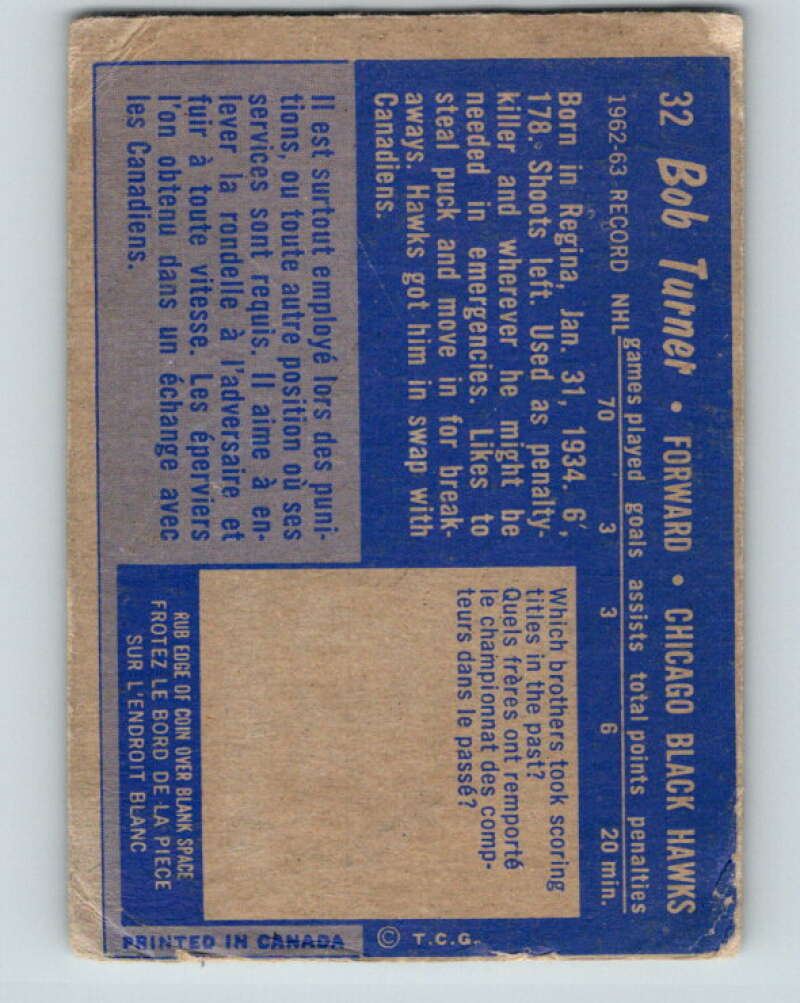 32 Bob Turner • FORWARD • CHICAGO BLACK HAWKS
games played goals assists total points penalties
1962-63 RECORD NHL 70 3 3 6 20 min.
Born in Regina, Jan. 31, 1934. 6',
178. Shoots left. Used as penalty-
killer and wherever he might be
needed in emergencies. Likes to
steal puck and move in for break-
aways. Hawks got him in swap with
Canadiens.
Il est surtout employé lors des puni-
tions, ou toute autre position où ses
services sont requis. Il aime à en-
lever la rondelle à l'adversaire et
fuir à toute vitesse. Les éperviers
l'on obtenu dans un échange avec
les Canadiens.
Which brothers took scoring
titles in the past?
Quels frères ont remporté
le championnat des comp-
teurs dans le passé?
RUB EDGE OF COIN OVER BLANK SPACE
FROTEZ LE BORD DE LA PIECE
SUR L'ENDROIT BLANC
PRINTED IN CANADA © T.C.G.